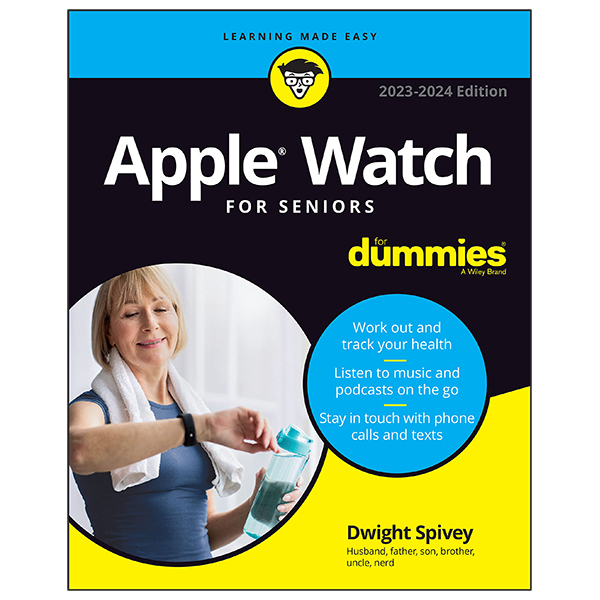 LEARNING MADE EASY
2023-2024 Edition
Apple® Watch
FOR SENIORS
for
dummies®
A Wiley Brand
Work out and
track your health
Listen to music and
podcasts on the go
Stay in touch with phone
calls and texts
Dwight Spivey
Husband, father, son, brother,
uncle, nerd